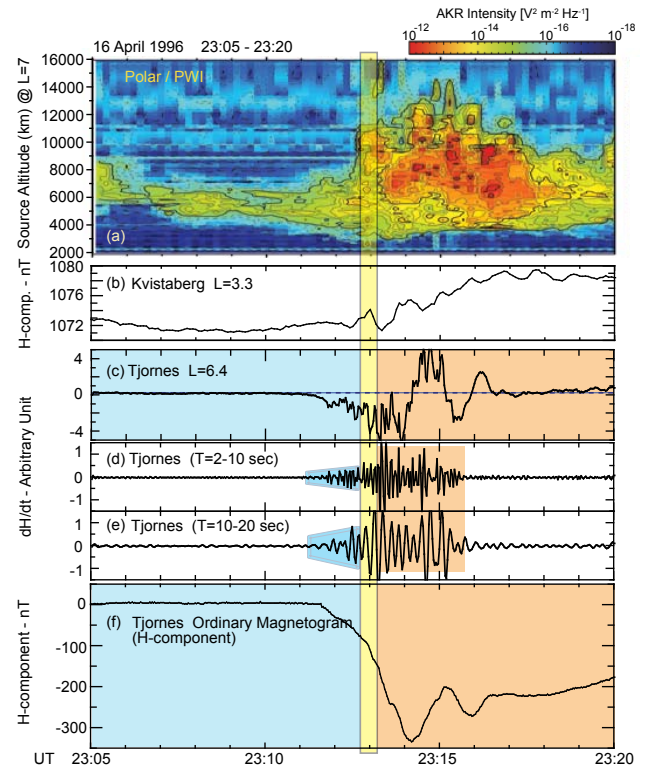 AKR Intensity [V² m⁻² Hz⁻¹]
10⁻¹² 10⁻¹⁴ 10⁻¹⁶ 10⁻¹⁸
16 April 1996 23:05 - 23:20
Source Altitude (km) @ L=7
16000
14000
12000
10000
8000
6000
4000
2000
Polar / PWI
(a)
H-comp. - nT
1080
1076
1072
(b) Kvistaberg L=3.3
dH/dt - Arbitrary Unit
4
0
-4
(c) Tjornes L=6.4
1
0
-1
(d) Tjornes (T=2-10 sec)
1
0
-1
(e) Tjornes (T=10-20 sec)
H-component - nT
0
-100
-200
-300
(f) Tjornes Ordinary Magnetogram
(H-component)
UT 23:05 23:10 23:15 23:20